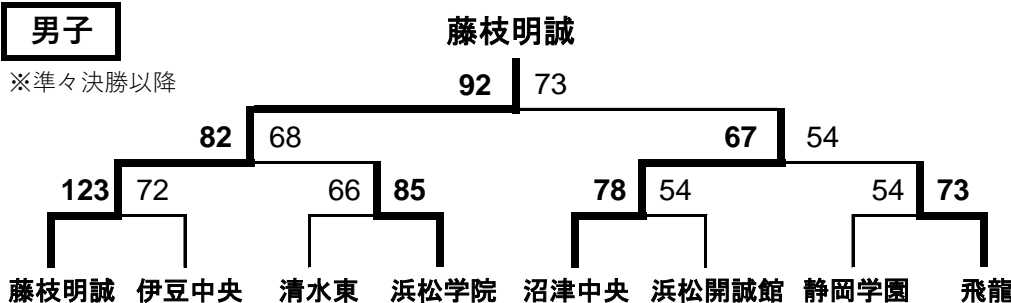 男子
藤枝明誠
※準々決勝以降
92 73
82 68 67 54
123 72 66 85 78 54 54 73
藤枝明誠 伊豆中央 清水東 浜松学院 沼津中央 浜松開誠館 静岡学園 飛龍